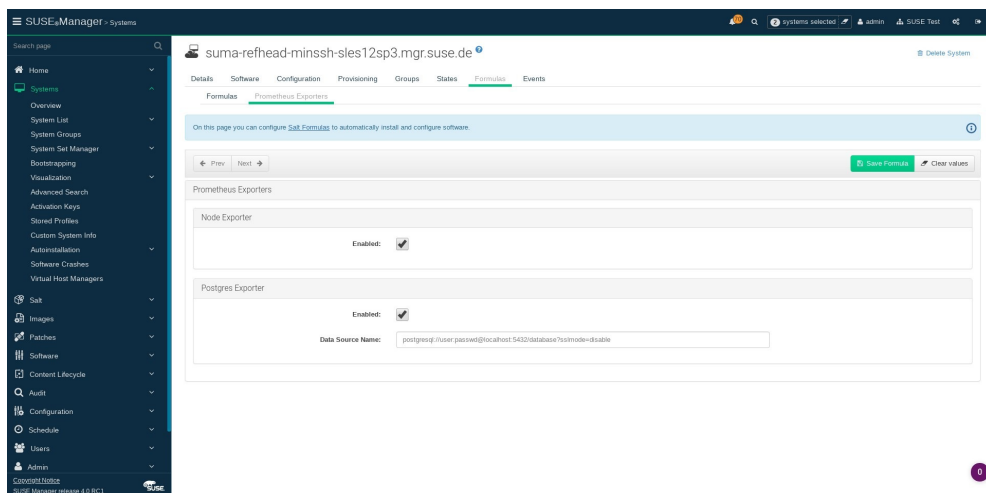 SUSE®Manager > Systems
70
2 systems selected
admin
SUSE Test
Search page
Home
Systems
Overview
System List
System Groups
System Set Manager
Bootstrapping
Visualization
Advanced Search
Activation Keys
Stored Profiles
Custom System Info
Autoinstallation
Software Crashes
Virtual Host Managers
Salt
Images
Patches
Software
Content Lifecycle
Audit
Configuration
Schedule
Users
Admin
Copyright Notice
SUSE Manager release 4.0 RC1
SUSE.
suma-refhead-minssh-sles12sp3.mgr.suse.de ?
Delete System
Details Software Configuration Provisioning Groups States Formulas Events
Formulas Prometheus Exporters
On this page you can configure Salt Formulas to automatically install and configure software.
Prev Next Save Formula Clear values
Prometheus Exporters
Node Exporter
Enabled:
Postgres Exporter
Enabled:
Data Source Name: postgresql://user:passwd@localhost:5432/database?sslmode=disable
0